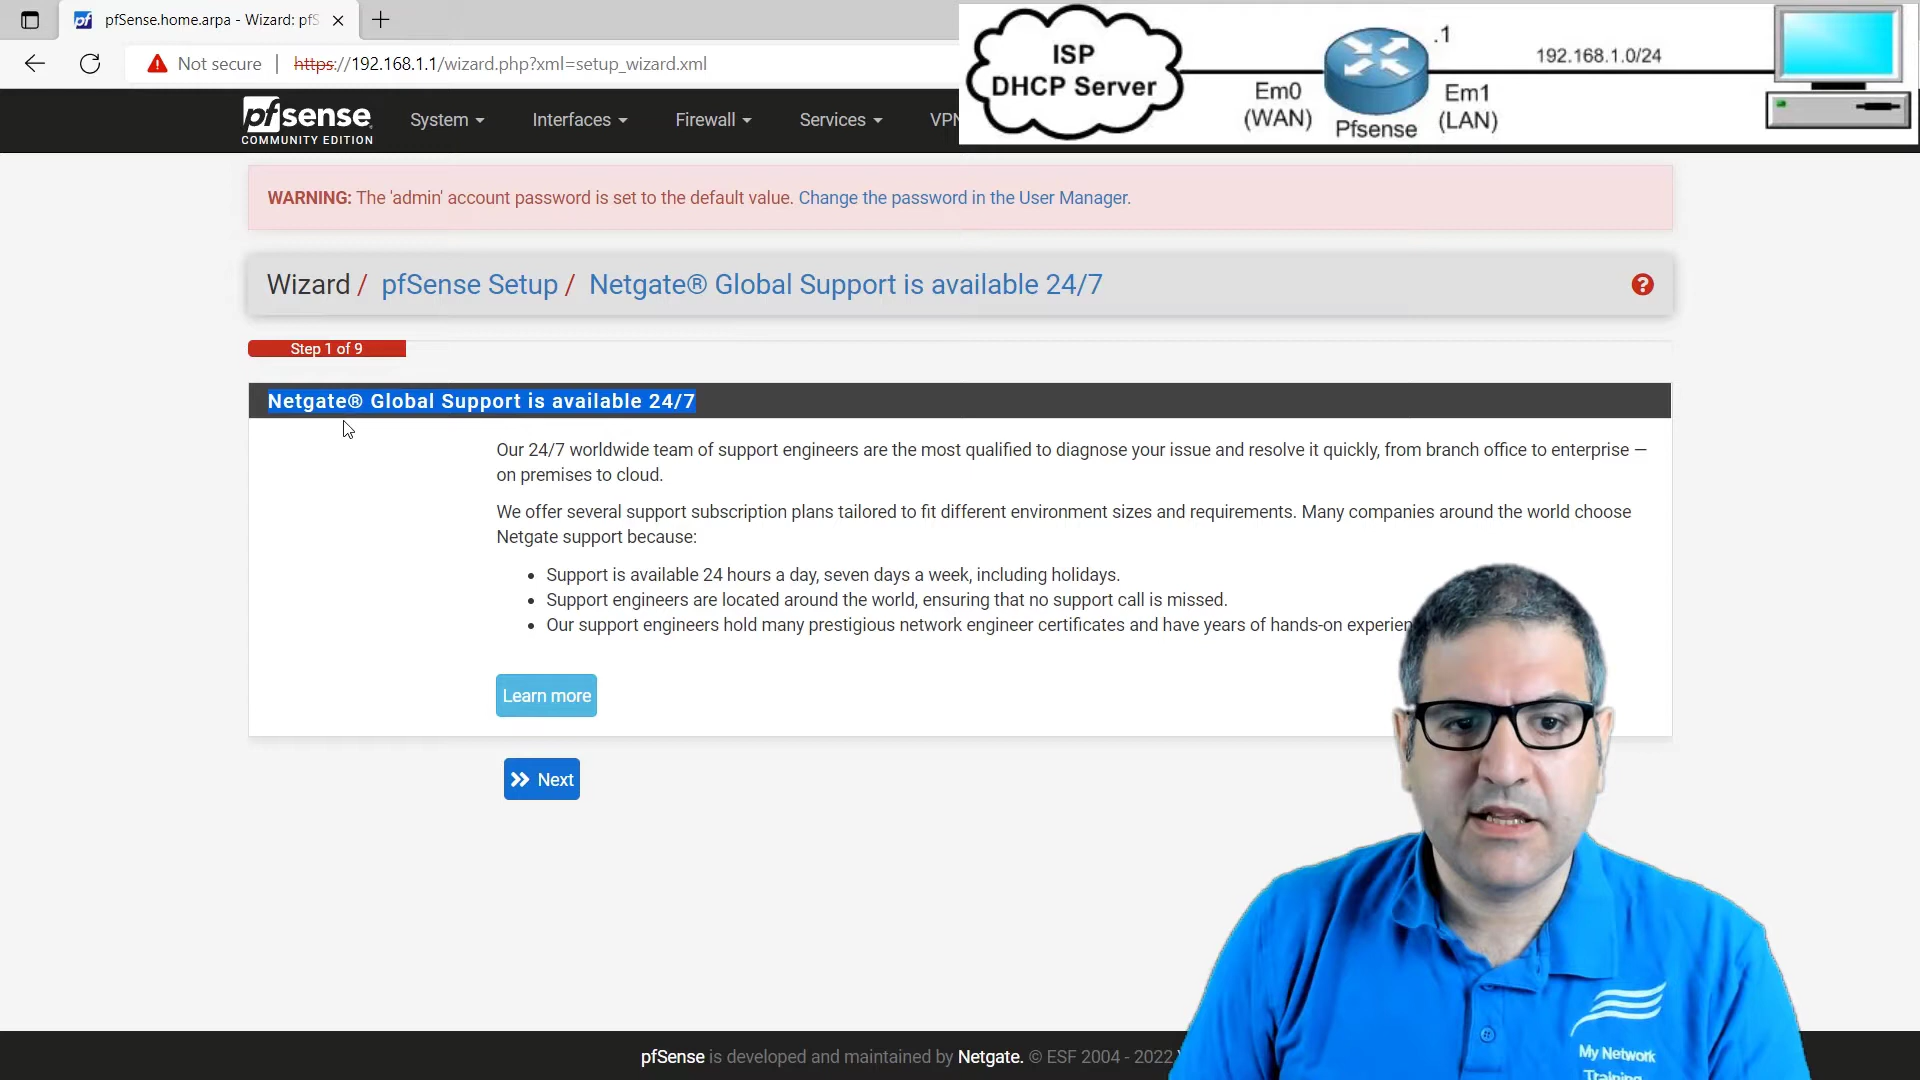 pfSense.home.arpa - Wizard: pfS
Not secure
https://192.168.1.1/wizard.php?xml=setup_wizard.xml
ISP
DHCP Server
Em0
(WAN)
Pfsense
.1
Em1
(LAN)
192.168.1.0/24
pfsense
COMMUNITY EDITION
System
Interfaces
Firewall
Services
VPN
WARNING: The 'admin' account password is set to the default value. Change the password in the User Manager.
Wizard / pfSense Setup / Netgate® Global Support is available 24/7
Step 1 of 9
Netgate® Global Support is available 24/7
Our 24/7 worldwide team of support engineers are the most qualified to diagnose your issue and resolve it quickly, from branch office to enterprise —
on premises to cloud.
We offer several support subscription plans tailored to fit different environment sizes and requirements. Many companies around the world choose
Netgate support because:
• Support is available 24 hours a day, seven days a week, including holidays.
• Support engineers are located around the world, ensuring that no support call is missed.
• Our support engineers hold many prestigious network engineer certificates and have years of hands-on experien
Learn more
Next
pfSense is developed and maintained by Netgate. © ESF 2004 - 2022
My Network
Training